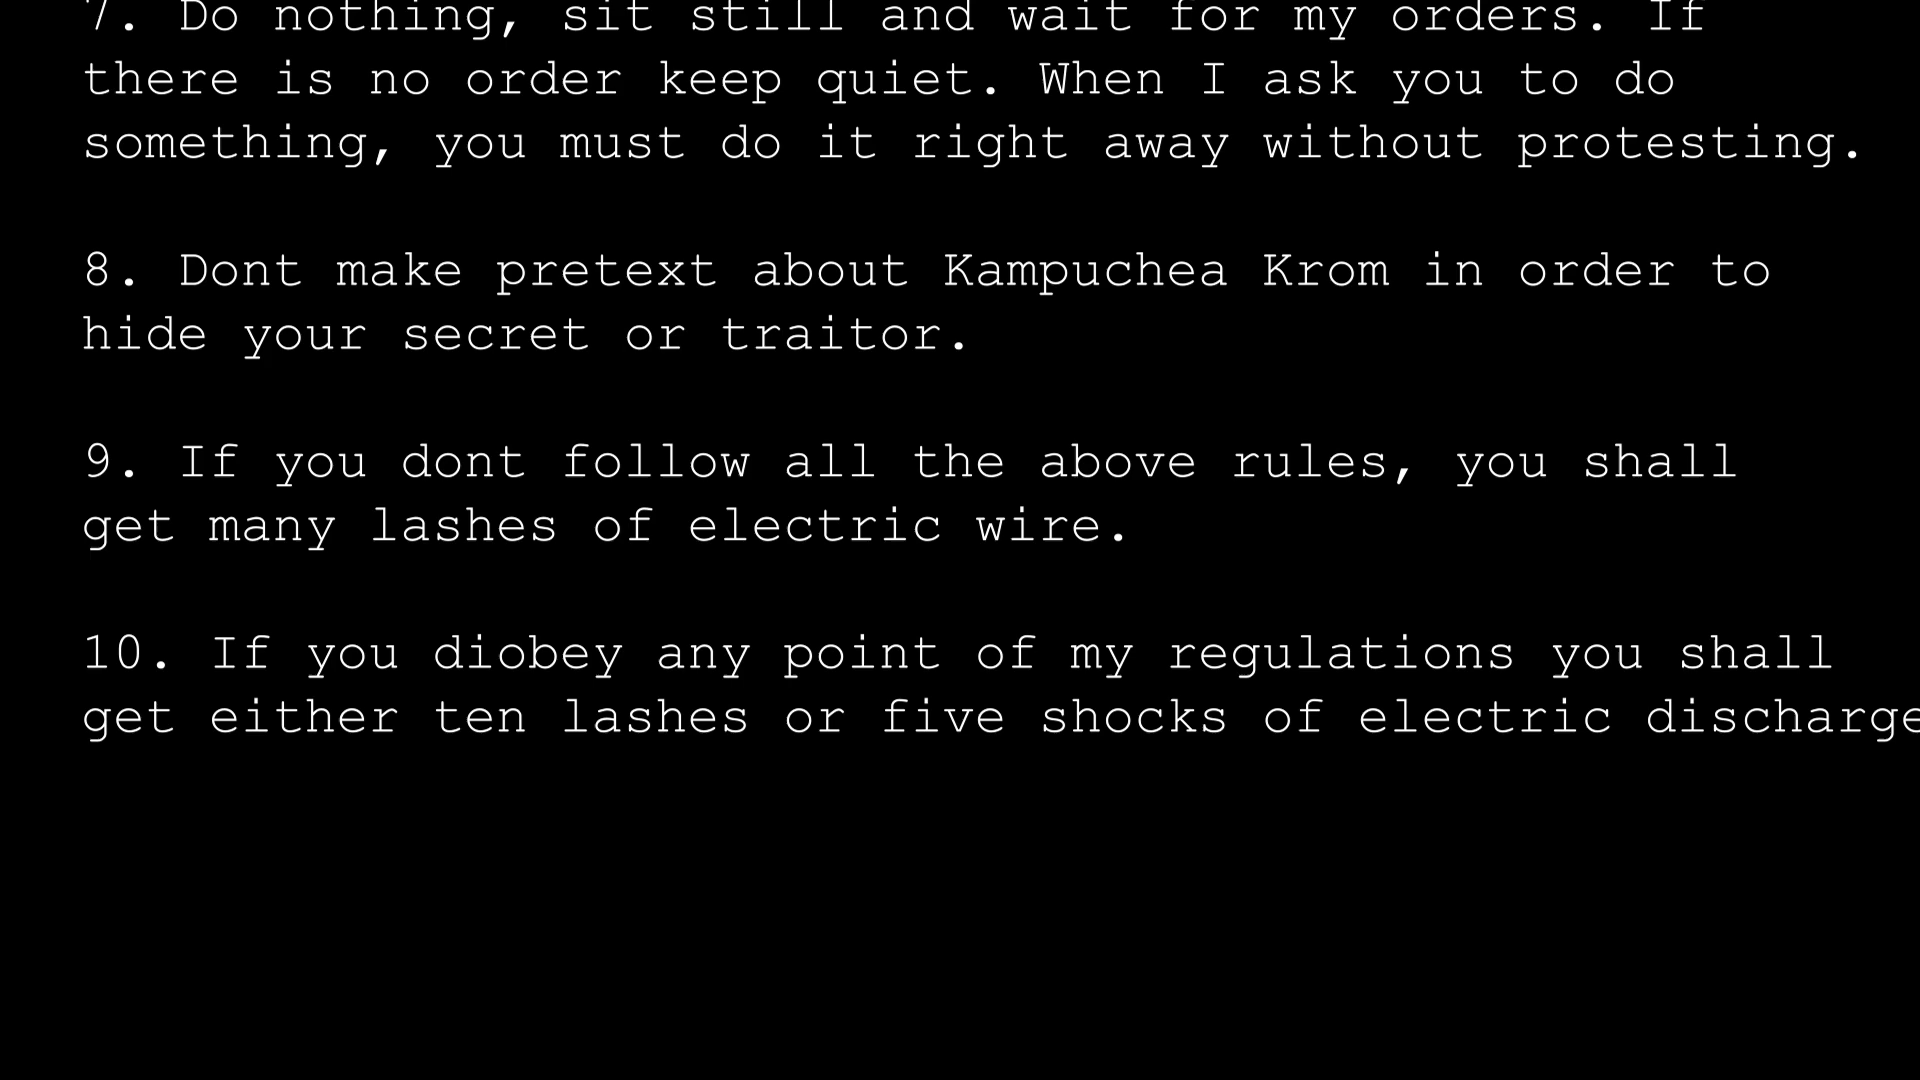 7. Do nothing, sit still and wait for my orders. If
there is no order keep quiet. When I ask you to do
something, you must do it right away without protesting.
8. Dont make pretext about Kampuchea Krom in order to
hide your secret or traitor.
9. If you dont follow all the above rules, you shall
get many lashes of electric wire.
10. If you diobey any point of my regulations you shall
get either ten lashes or five shocks of electric discharge